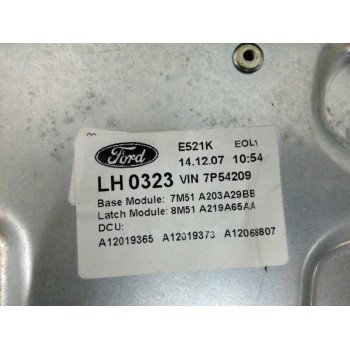 Ford
E521K EOL1
14.12.07 10:54
LH 0323 VIN 7P54209
Base Module: 7M51 A203A29BB
Latch Module: 8M51 A219A65AA
DCU:
A12019365 A12019373 A12068807